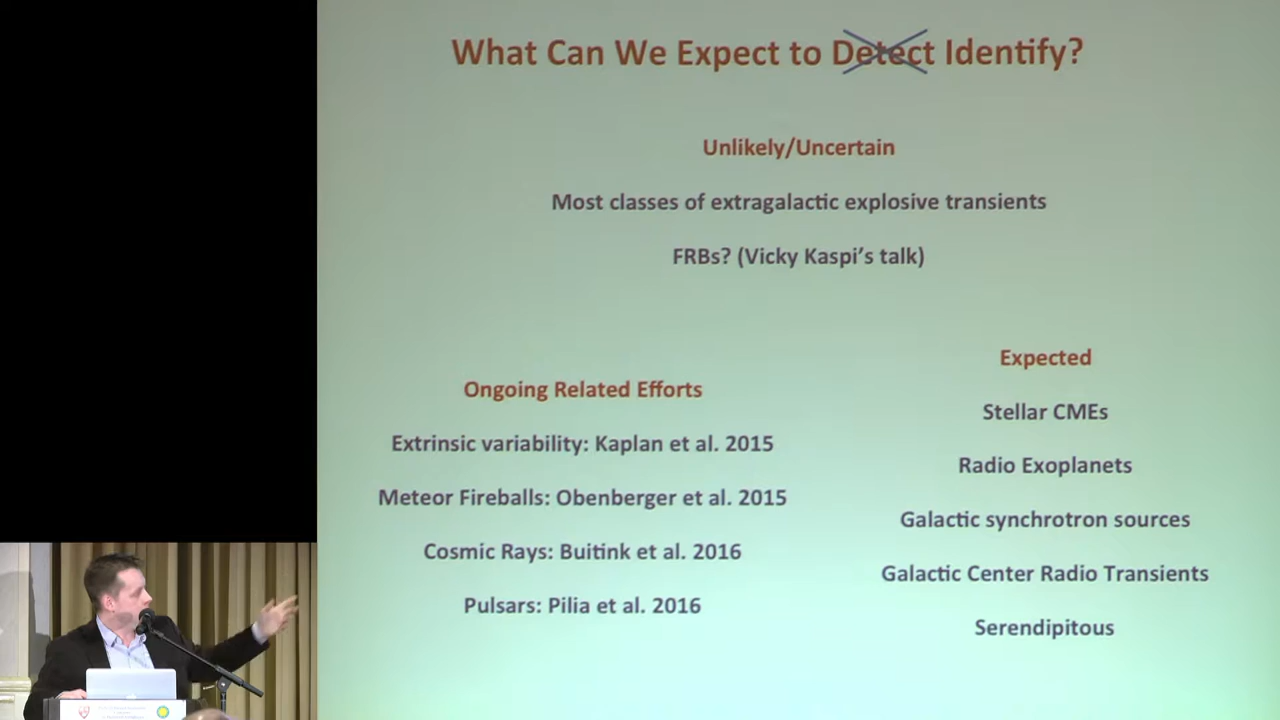 What Can We Expect to Detect Identify?
Unlikely/Uncertain
Most classes of extragalactic explosive transients
FRBs? (Vicky Kaspi's talk)
Ongoing Related Efforts
Extrinsic variability: Kaplan et al. 2015
Meteor Fireballs: Obenberger et al. 2015
Cosmic Rays: Buitink et al. 2016
Pulsars: Pilia et al. 2016
Expected
Stellar CMEs
Radio Exoplanets
Galactic synchrotron sources
Galactic Center Radio Transients
Serendipitous